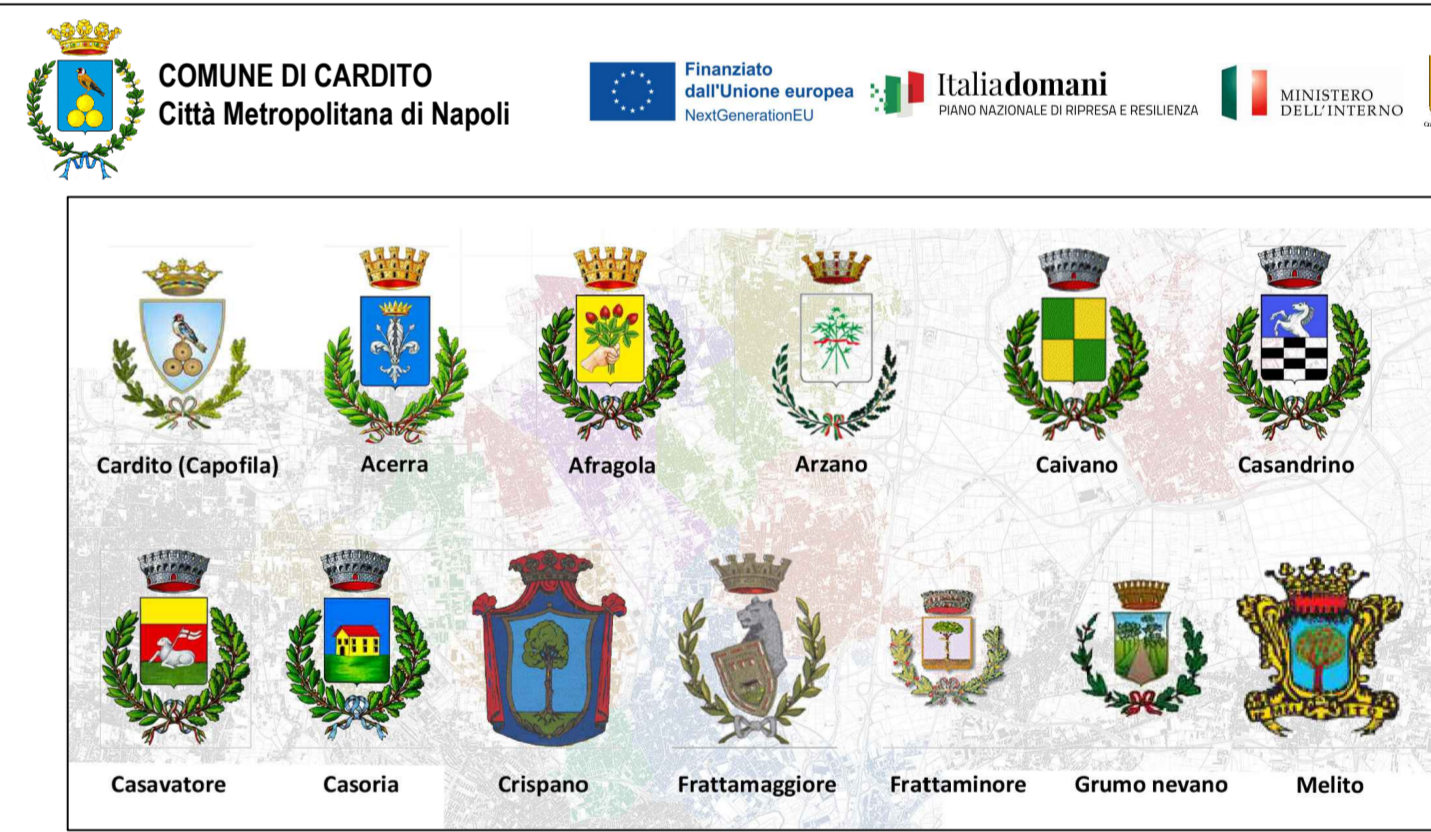 COMUNE DI CARDITO
Città Metropolitana di Napoli
Finanziato
dall'Unione europea
NextGenerationEU
Italiadomani
PIANO NAZIONALE DI RIPRESA E RESILIENZA
MINISTERO
DELL'INTERNO
Cardito (Capofila)
Acerra
Afragola
Arzano
Caivano
Casandrino
Casavatore
Casoria
Crispano
Frattamaggiore
Frattaminore
Grumo nevano
Melito